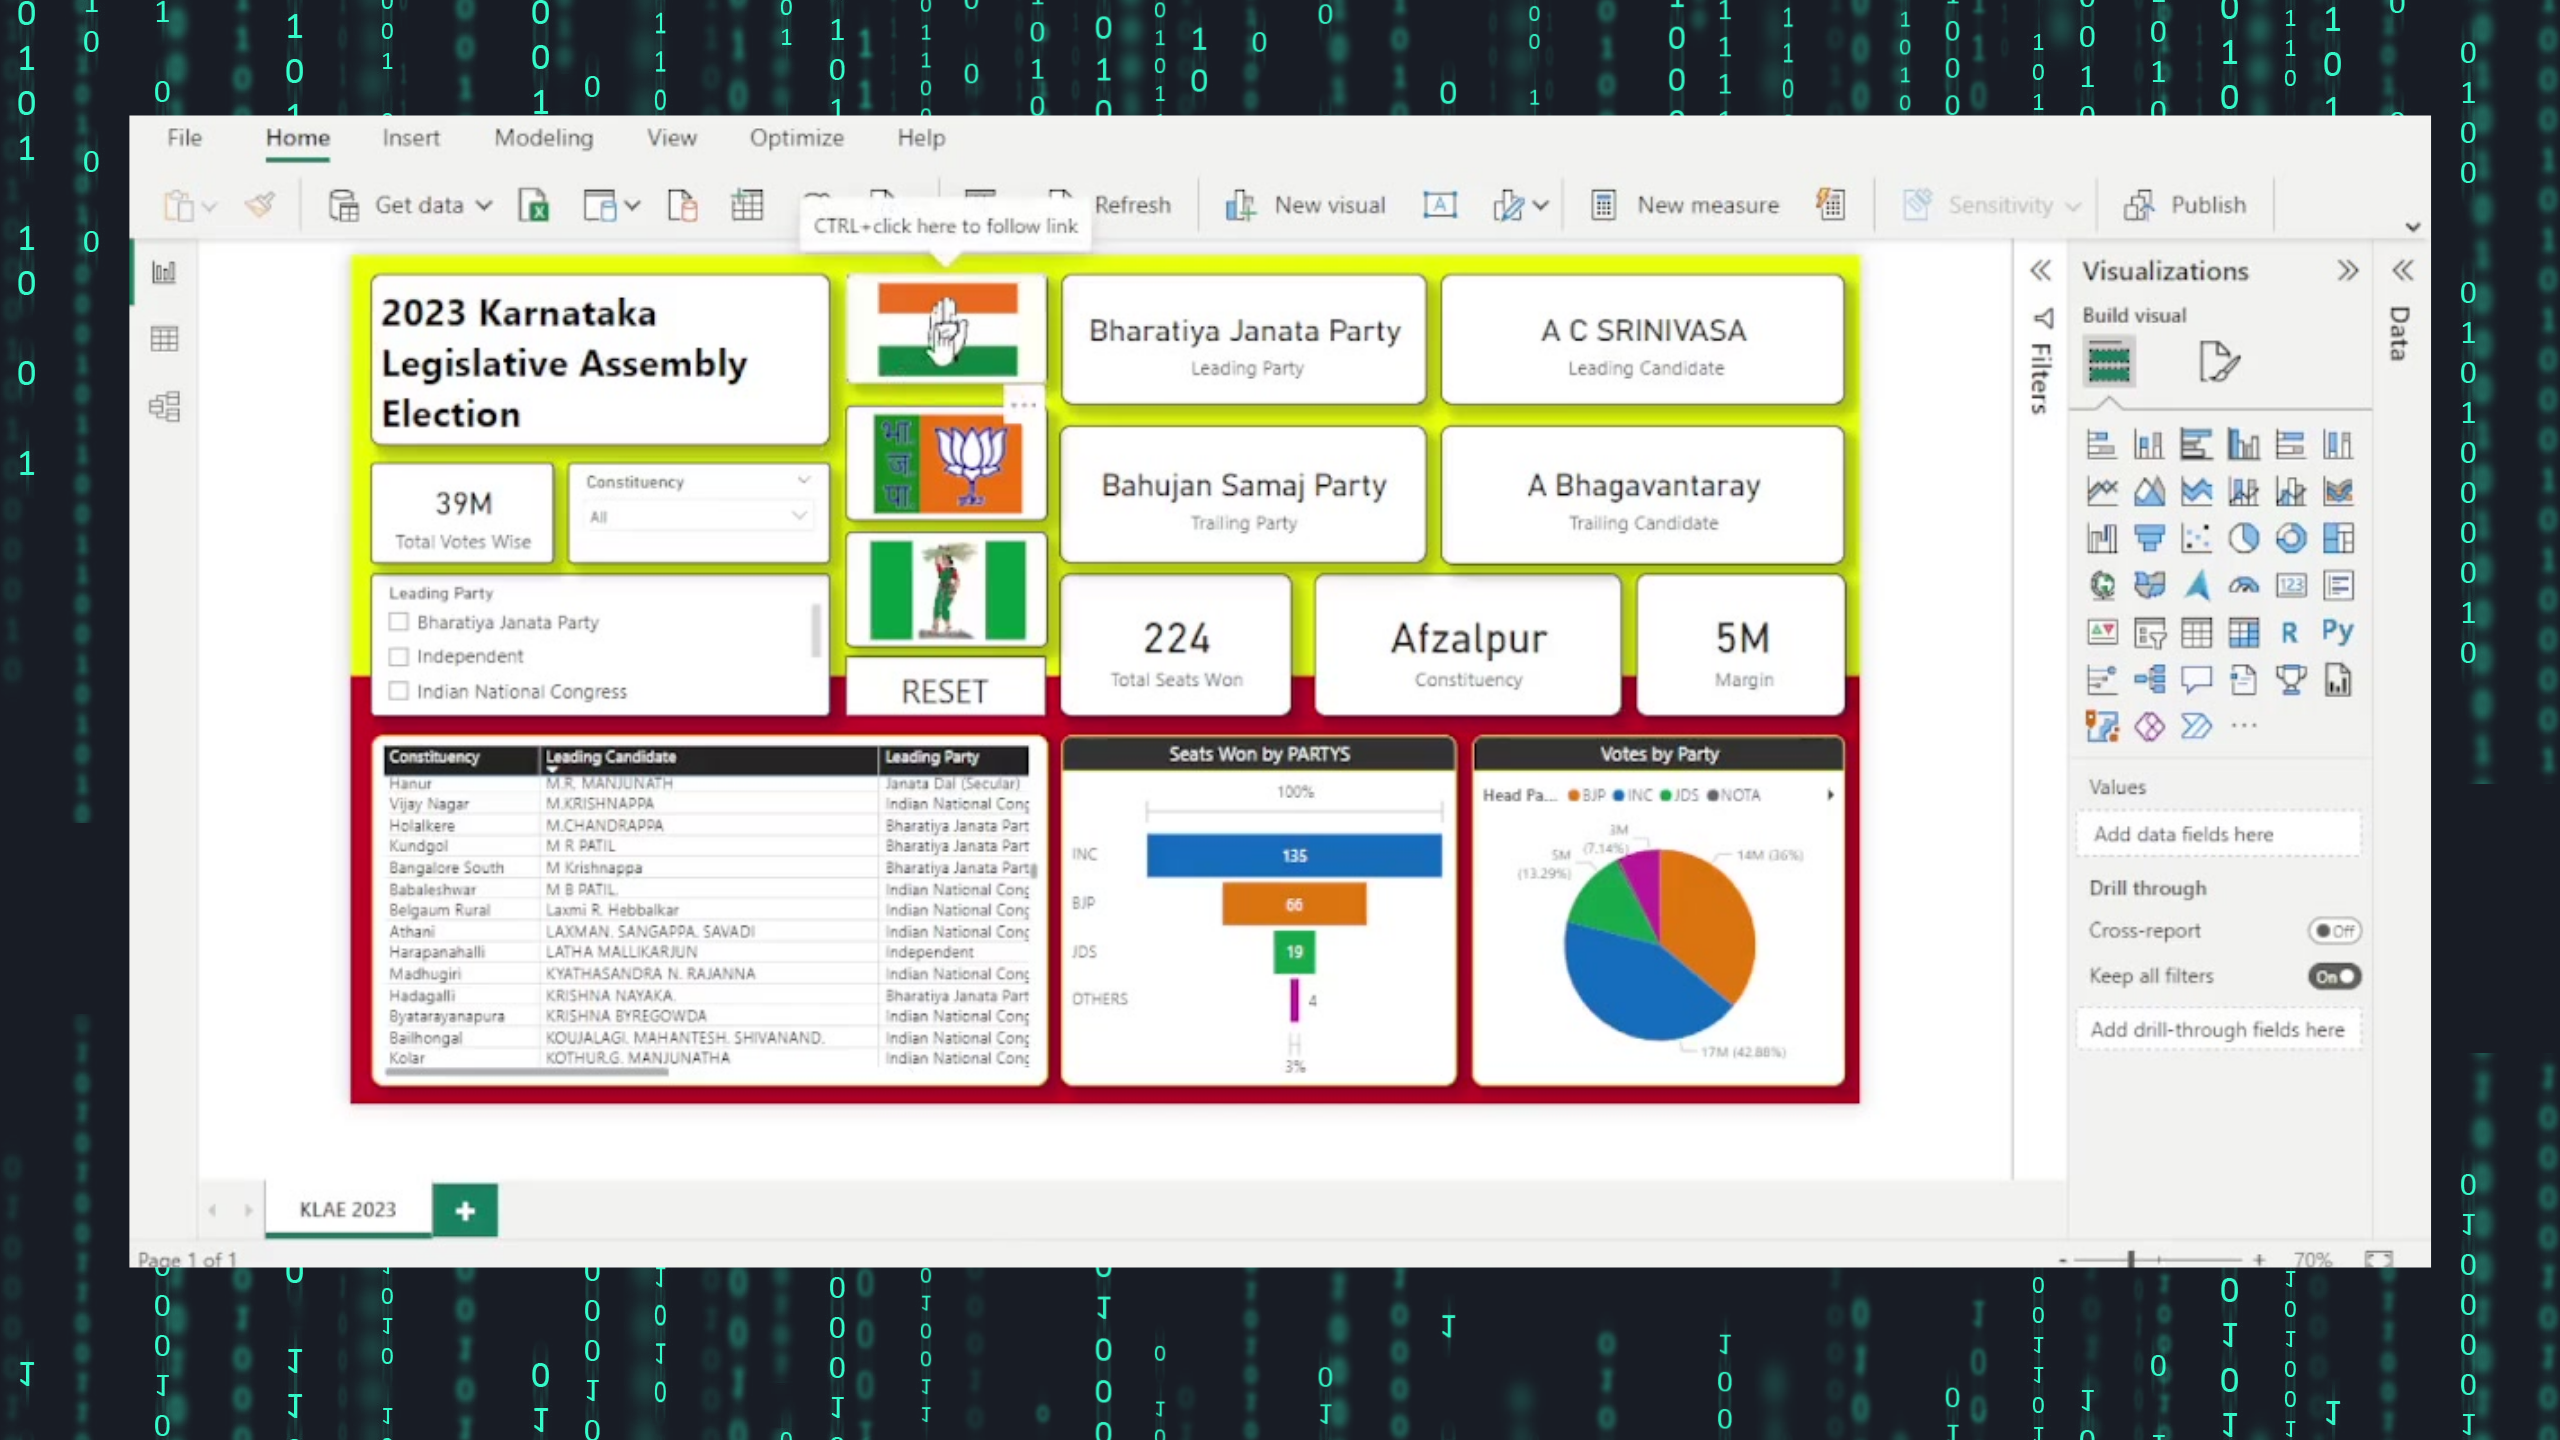 File Home Insert Modeling View Optimize Help
Get data Refresh New visual New measure Sensitivity Publish
CTRL+click here to follow link
2023 Karnataka
Legislative Assembly
Election
39M
Total Votes Wise
Constituency
All
Leading Party
Bharatiya Janata Party
Independent
Indian National Congress
भा
ज
पा
RESET
Bharatiya Janata Party
Leading Party
A C SRINIVASA
Leading Candidate
Bahujan Samaj Party
Trailing Party
A Bhagavantaray
Trailing Candidate
224
Total Seats Won
Afzalpur
Constituency
5M
Margin
Constituency Leading Candidate Leading Party
Hanur M.R. MANJUNATH Janata Dal (Secular)
Vijay Nagar M.KRISHNAPPA Indian National Cong
Holalkere M.CHANDRAPPA Bharatiya Janata Part
Kundgol M R PATIL Bharatiya Janata Part
Bangalore South M Krishnappa Bharatiya Janata Part
Babaleshwar M B PATIL. Indian National Cong
Belgaum Rural Laxmi R. Hebbalkar Indian National Cong
Athani LAXMAN. SANGAPPA. SAVADI Indian National Cong
Harapanahalli LATHA MALLIKARJUN Independent
Madhugiri KYATHASANDRA N. RAJANNA Indian National Cong
Hadagalli KRISHNA NAYAKA. Bharatiya Janata Part
Byatarayanapura KRISHNA BYREGOWDA Indian National Cong
Bailhongal KOUJALAGI. MAHANTESH. SHIVANAND. Indian National Cong
Kolar KOTHUR.G. MANJUNATHA Indian National Cong
Seats Won by PARTYS
100%
INC 135
BJP 66
JDS 19
OTHERS 4
3%
Votes by Party
Head Pa... BJP INC JDS NOTA
3M
(7.14%)
5M
(13.29%)
14M (36%)
17M (42.88%)
Filters
Visualizations
Build visual
123
R Py
Values
Add data fields here
Drill through
Cross-report Off
Keep all filters On
Add drill-through fields here
Data
KLAE 2023
Page 1 of 1
- + 70%